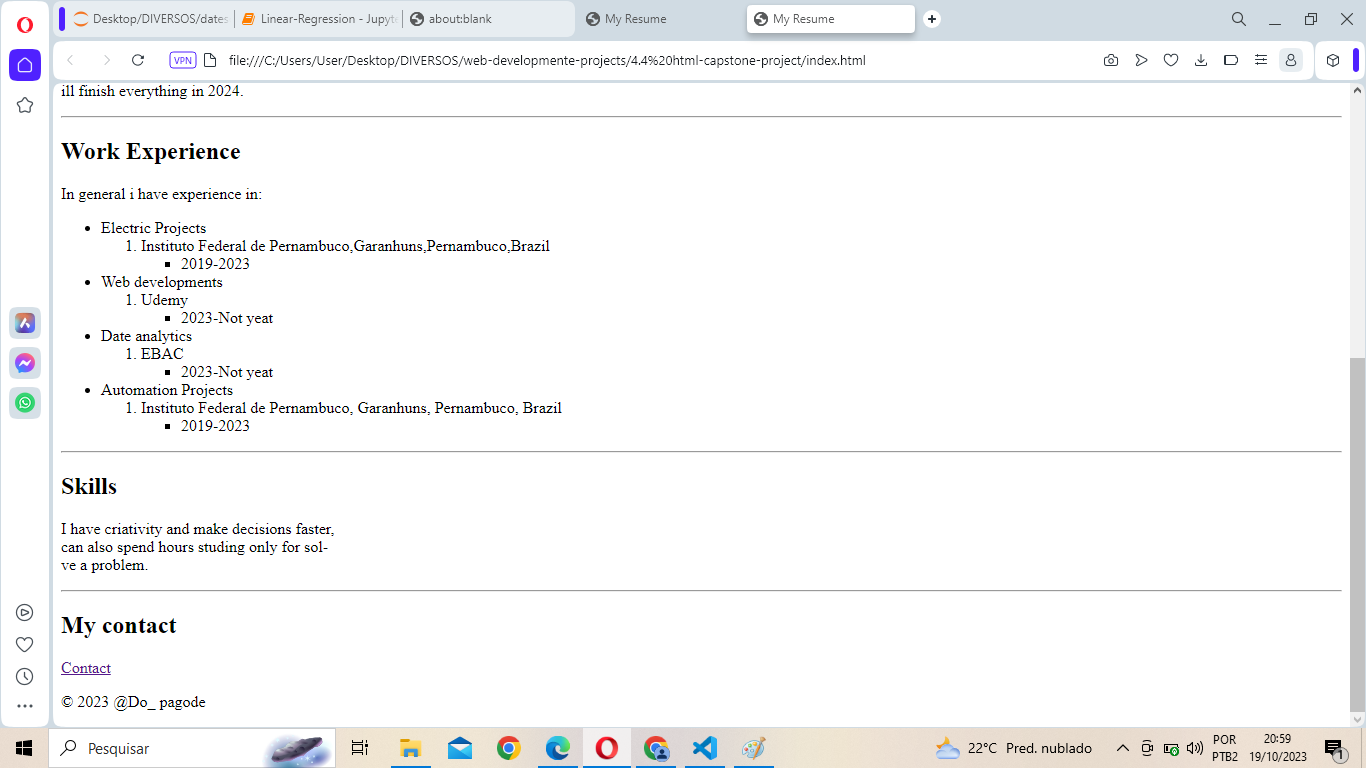 Desktop/DIVERSOS/dates
Linear-Regression - Jupyte
about:blank
My Resume
My Resume
VPN
file:///C:/Users/User/Desktop/DIVERSOS/web-developmente-projects/4.4%20html-capstone-project/index.html
ill finish everything in 2024.
Work Experience
In general i have experience in:
Electric Projects
1. Instituto Federal de Pernambuco,Garanhuns,Pernambuco,Brazil
2019-2023
Web developments
1. Udemy
2023-Not yeat
Date analytics
1. EBAC
2023-Not yeat
Automation Projects
1. Instituto Federal de Pernambuco, Garanhuns, Pernambuco, Brazil
2019-2023
Skills
I have criativity and make decisions faster,
can also spend hours studing only for sol-
ve a problem.
My contact
Contact
© 2023 @Do_ pagode
Pesquisar
22°C Pred. nublado
POR
PTB2
20:59
19/10/2023
1